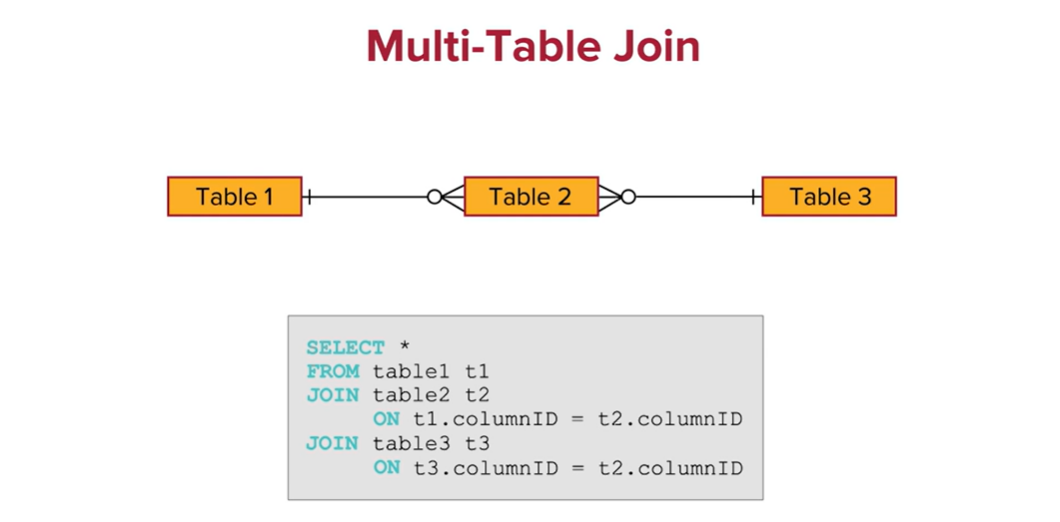 Multi-Table Join
Table 1 Table 2 Table 3
SELECT *
FROM table1 t1
JOIN table2 t2
ON t1.columnID = t2.columnID
JOIN table3 t3
ON t3.columnID = t2.columnID